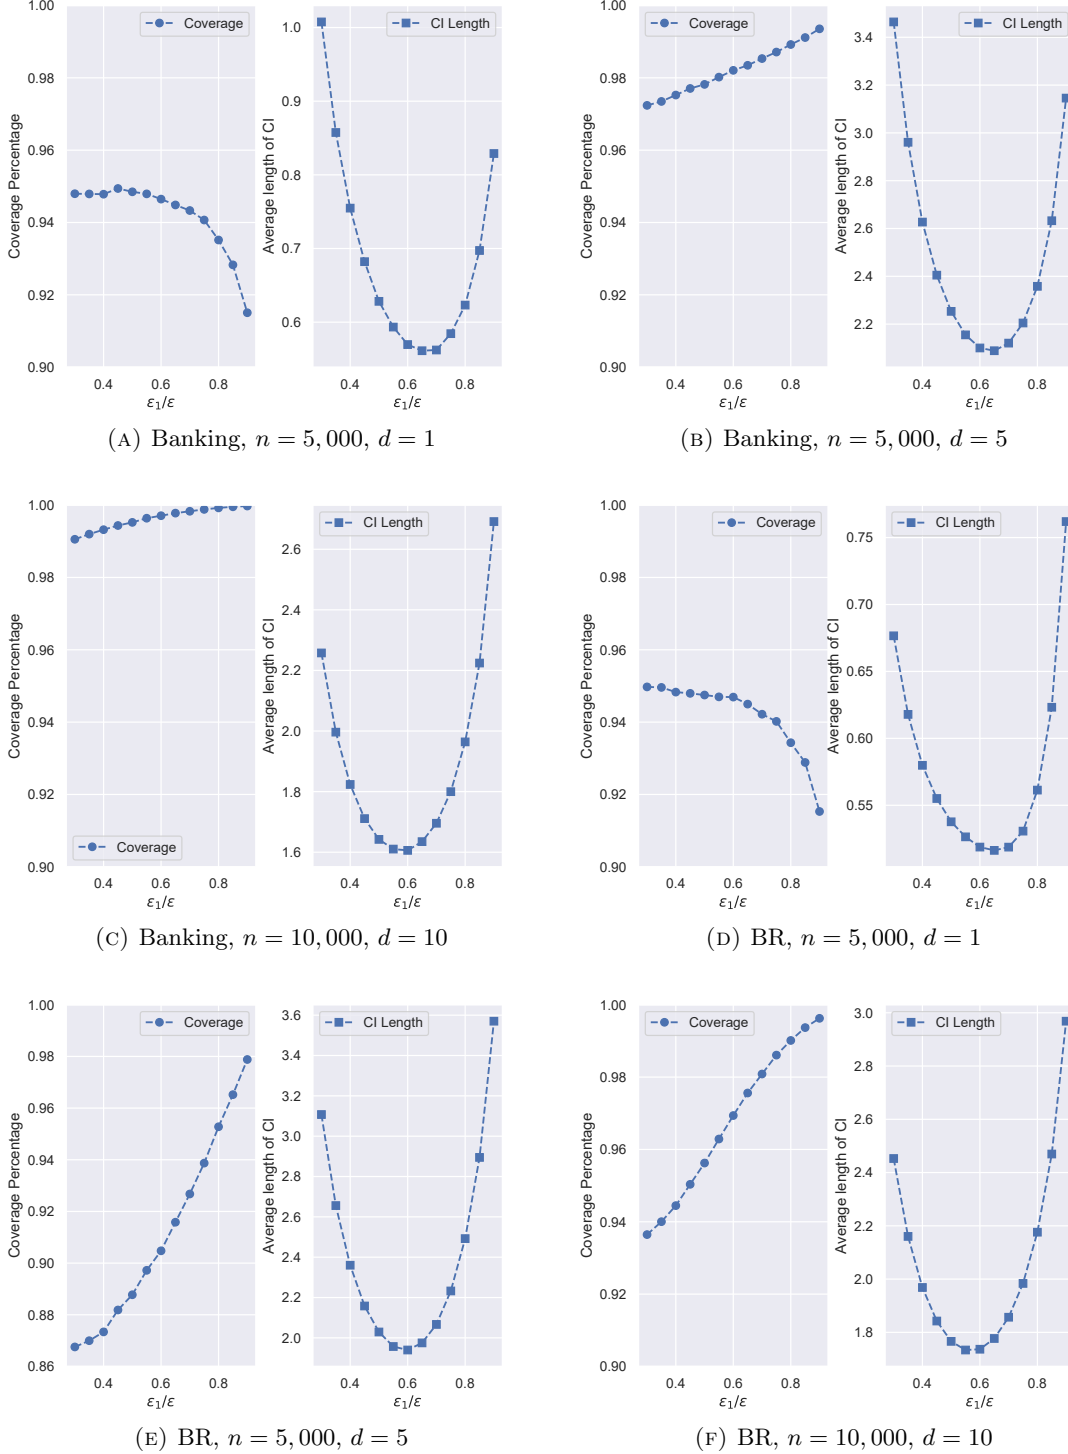 1.00
0.98
0.96
0.94
0.92
0.90
Coverage Percentage
Coverage
0.4 0.6 0.8
ε₁/ε
1.0
0.9
0.8
0.7
0.6
Average length of CI
CI Length
0.4 0.6 0.8
ε₁/ε
(A) Banking, n = 5,000, d = 1
1.00
0.98
0.96
0.94
0.92
0.90
Coverage Percentage
Coverage
0.4 0.6 0.8
ε₁/ε
3.4
3.2
3.0
2.8
2.6
2.4
2.2
Average length of CI
CI Length
0.4 0.6 0.8
ε₁/ε
(B) Banking, n = 5,000, d = 5
1.00
0.98
0.96
0.94
0.92
0.90
Coverage Percentage
Coverage
0.4 0.6 0.8
ε₁/ε
2.6
2.4
2.2
2.0
1.8
1.6
Average length of CI
CI Length
0.4 0.6 0.8
ε₁/ε
(C) Banking, n = 10,000, d = 10
1.00
0.98
0.96
0.94
0.92
0.90
Coverage Percentage
Coverage
0.4 0.6 0.8
ε₁/ε
0.75
0.70
0.65
0.60
0.55
Average length of CI
CI Length
0.4 0.6 0.8
ε₁/ε
(D) BR, n = 5,000, d = 1
1.00
0.98
0.96
0.94
0.92
0.90
0.88
0.86
Coverage Percentage
Coverage
0.4 0.6 0.8
ε₁/ε
3.6
3.4
3.2
3.0
2.8
2.6
2.4
2.2
2.0
Average length of CI
CI Length
0.4 0.6 0.8
ε₁/ε
(E) BR, n = 5,000, d = 5
1.00
0.98
0.96
0.94
0.92
0.90
Coverage Percentage
Coverage
0.4 0.6 0.8
ε₁/ε
3.0
2.8
2.6
2.4
2.2
2.0
1.8
Average length of CI
CI Length
0.4 0.6 0.8
ε₁/ε
(F) BR, n = 10,000, d = 10